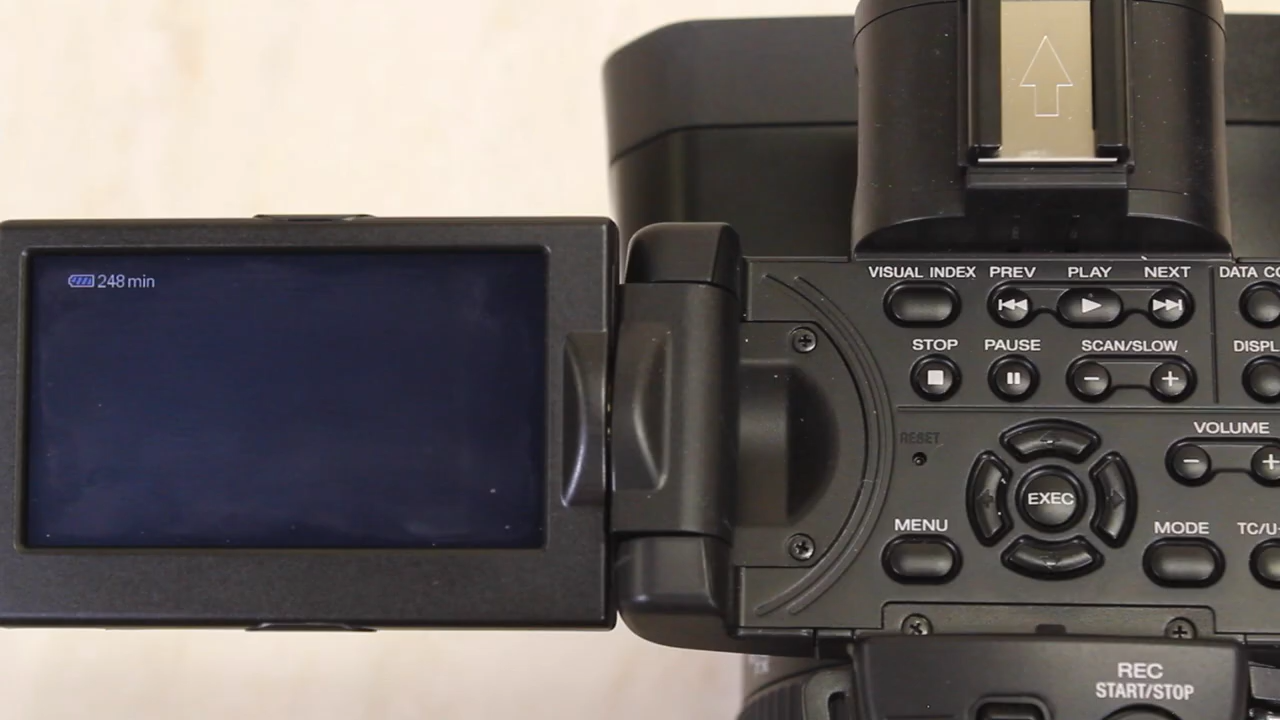 248 min
VISUAL INDEX PREV PLAY NEXT
STOP PAUSE SCAN/SLOW
VOLUME
RESET
EXEC
MENU MODE
REC
START/STOP